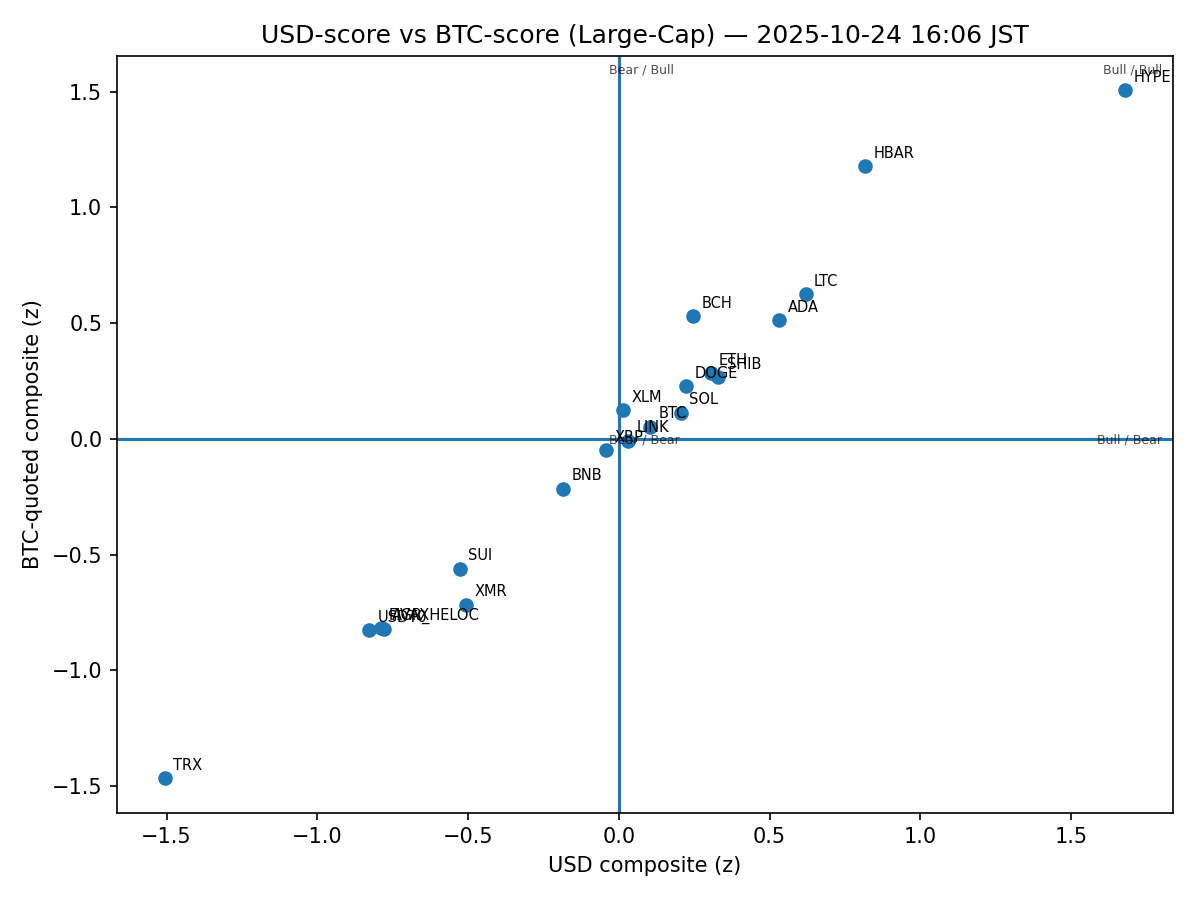 USD-score vs BTC-score (Large-Cap) — 2025-10-24 16:06 JST
Bear / Bull
Bull / Bull
HYPE
HBAR
LTC
ADA
BCH
ETH
SHIB
DOGE
SOL
XLM
BTC
LINK
XRP
Bear / Bear
Bull / Bear
BNB
SUI
XMR
TRX
1.5
1.0
0.5
0.0
−0.5
−1.0
−1.5
BTC-quoted composite (z)
−1.5
−1.0
−0.5
0.0
0.5
1.0
1.5
USD composite (z)